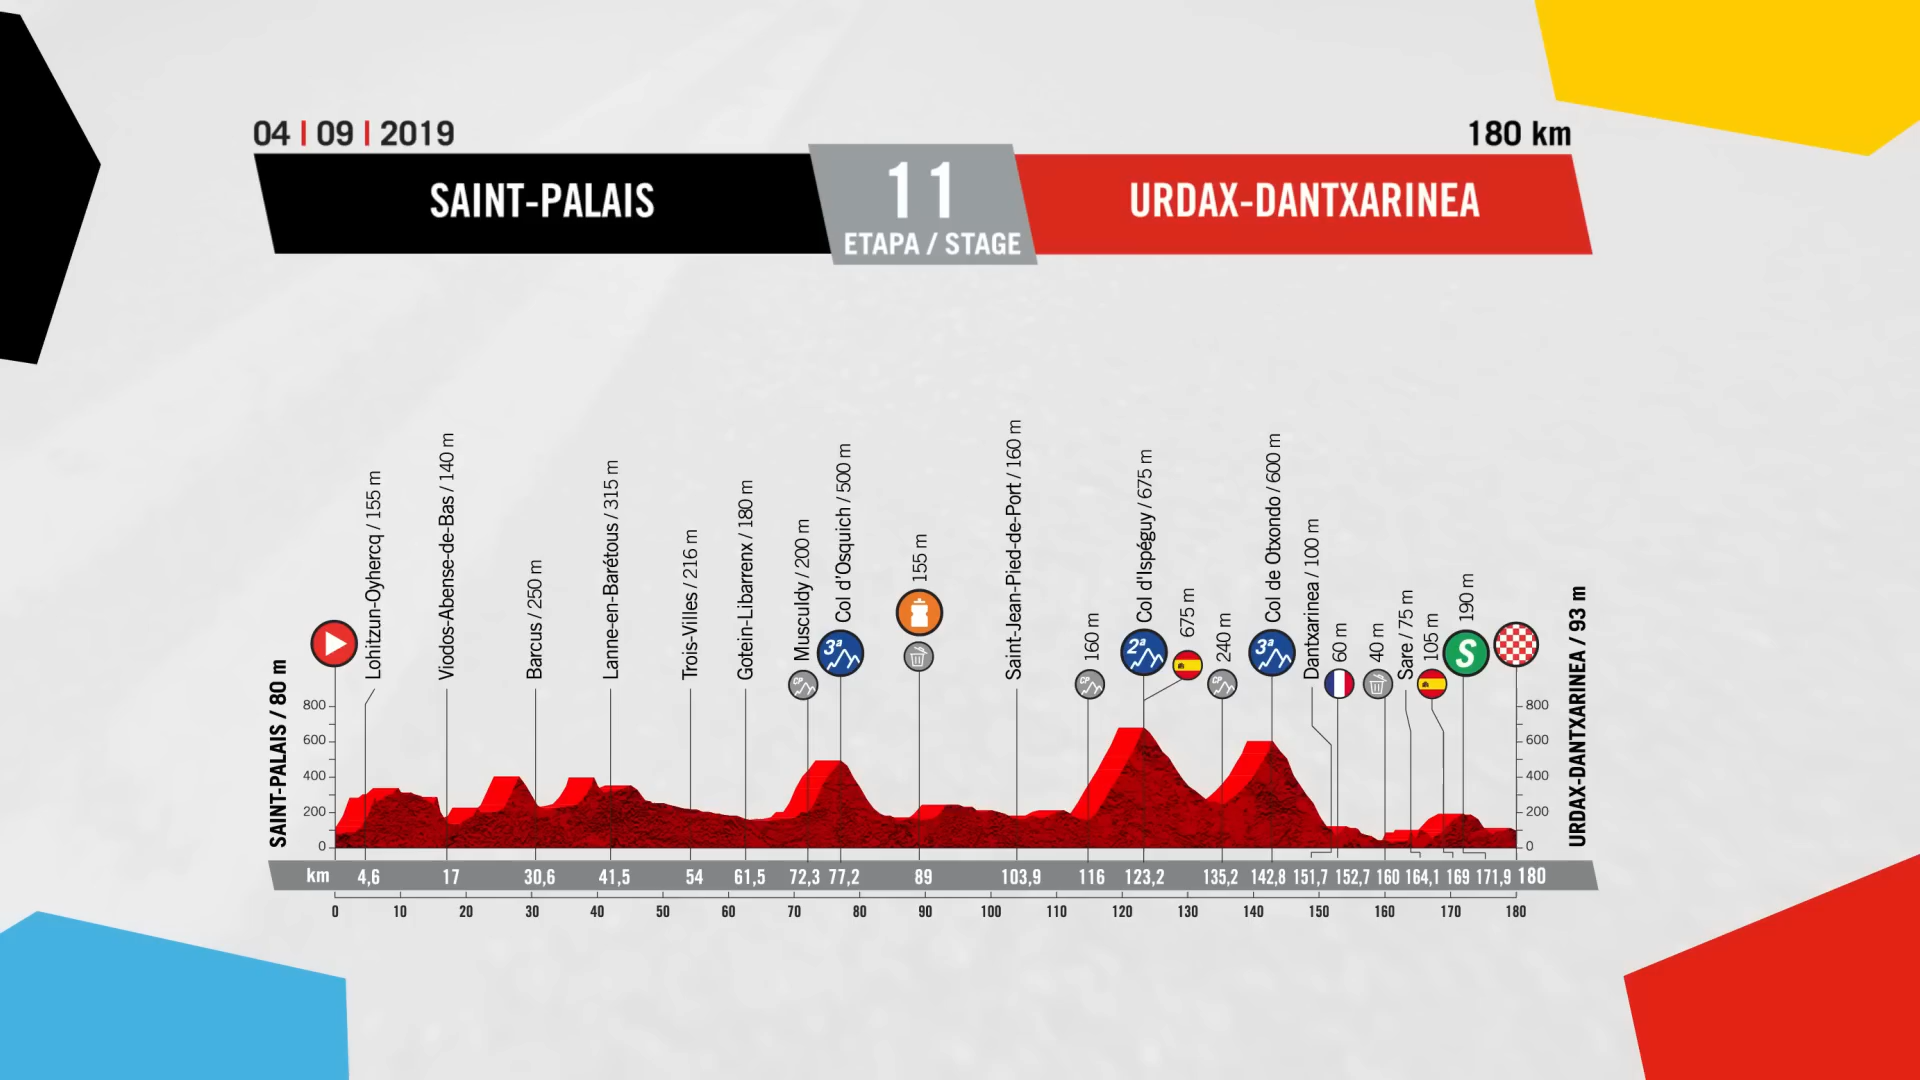 04 | 09 | 2019
180 km
SAINT-PALAIS
11
ETAPA / STAGE
URDAX-DANTXARINEA
SAINT-PALAIS / 80 m
Lohitzun-Oyhercq / 155 m
Viodos-Abense-de-Bas / 140 m
Barcus / 250 m
Lanne-en-Barétous / 315 m
Trois-Villes / 216 m
Gotein-Libarrenx / 180 m
Musculdy / 200 m
CP
Col d'Osquich / 500 m
3ª
155 m
Saint-Jean-Pied-de-Port / 160 m
160 m
CP
Col d'Ispéguy / 675 m
2ª
675 m
240 m
CP
Col de Otxondo / 600 m
3ª
Dantxarinea / 100 m
60 m
40 m
Sare / 75 m
105 m
190 m
S
URDAX-DANTXARINEA / 93 m
800
600
400
200
0
800
600
400
200
0
km 4,6 17 30,6 41,5 54 61,5 72,3 77,2 89 103,9 116 123,2 135,2 142,8 151,7 152,7 160 164,1 169 171,9 180
0 10 20 30 40 50 60 70 80 90 100 110 120 130 140 150 160 170 180